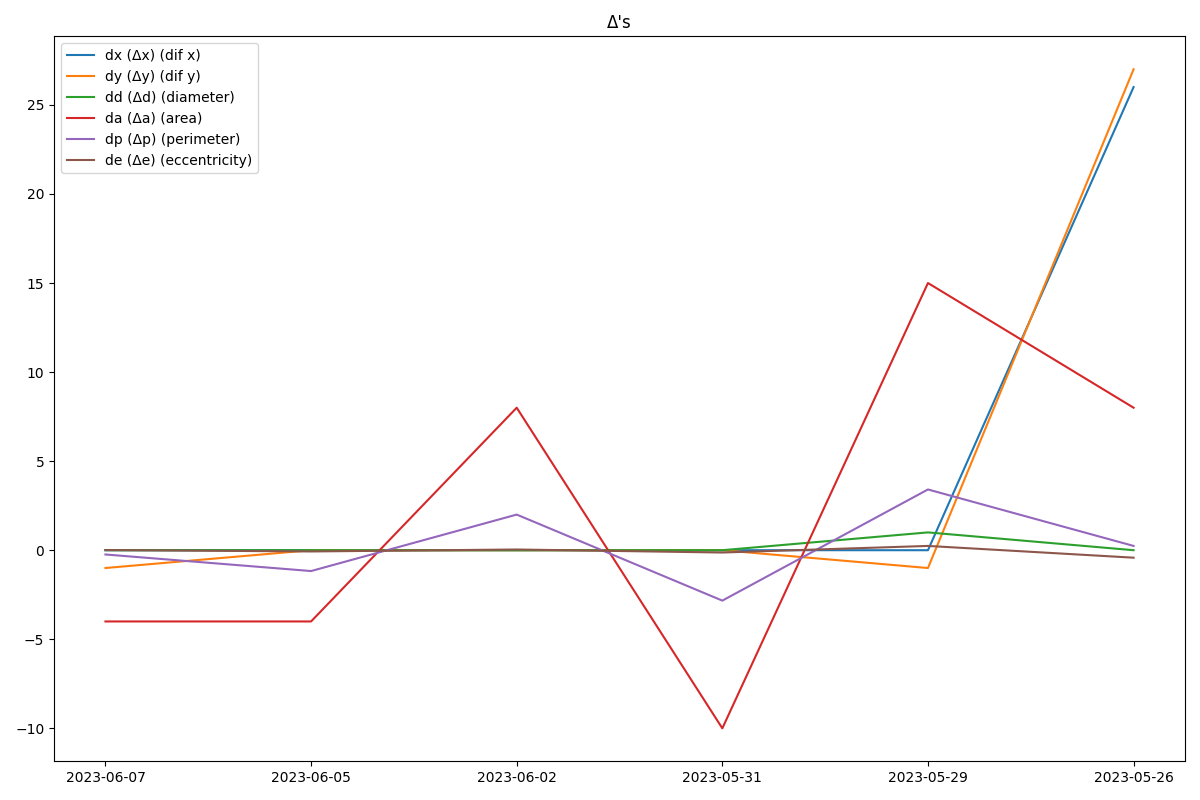 Δ's
dx (Δx) (dif x)
dy (Δy) (dif y)
dd (Δd) (diameter)
da (Δa) (area)
dp (Δp) (perimeter)
de (Δe) (eccentricity)
25
20
15
10
5
0
−5
−10
2023-06-07 2023-06-05 2023-06-02 2023-05-31 2023-05-29 2023-05-26